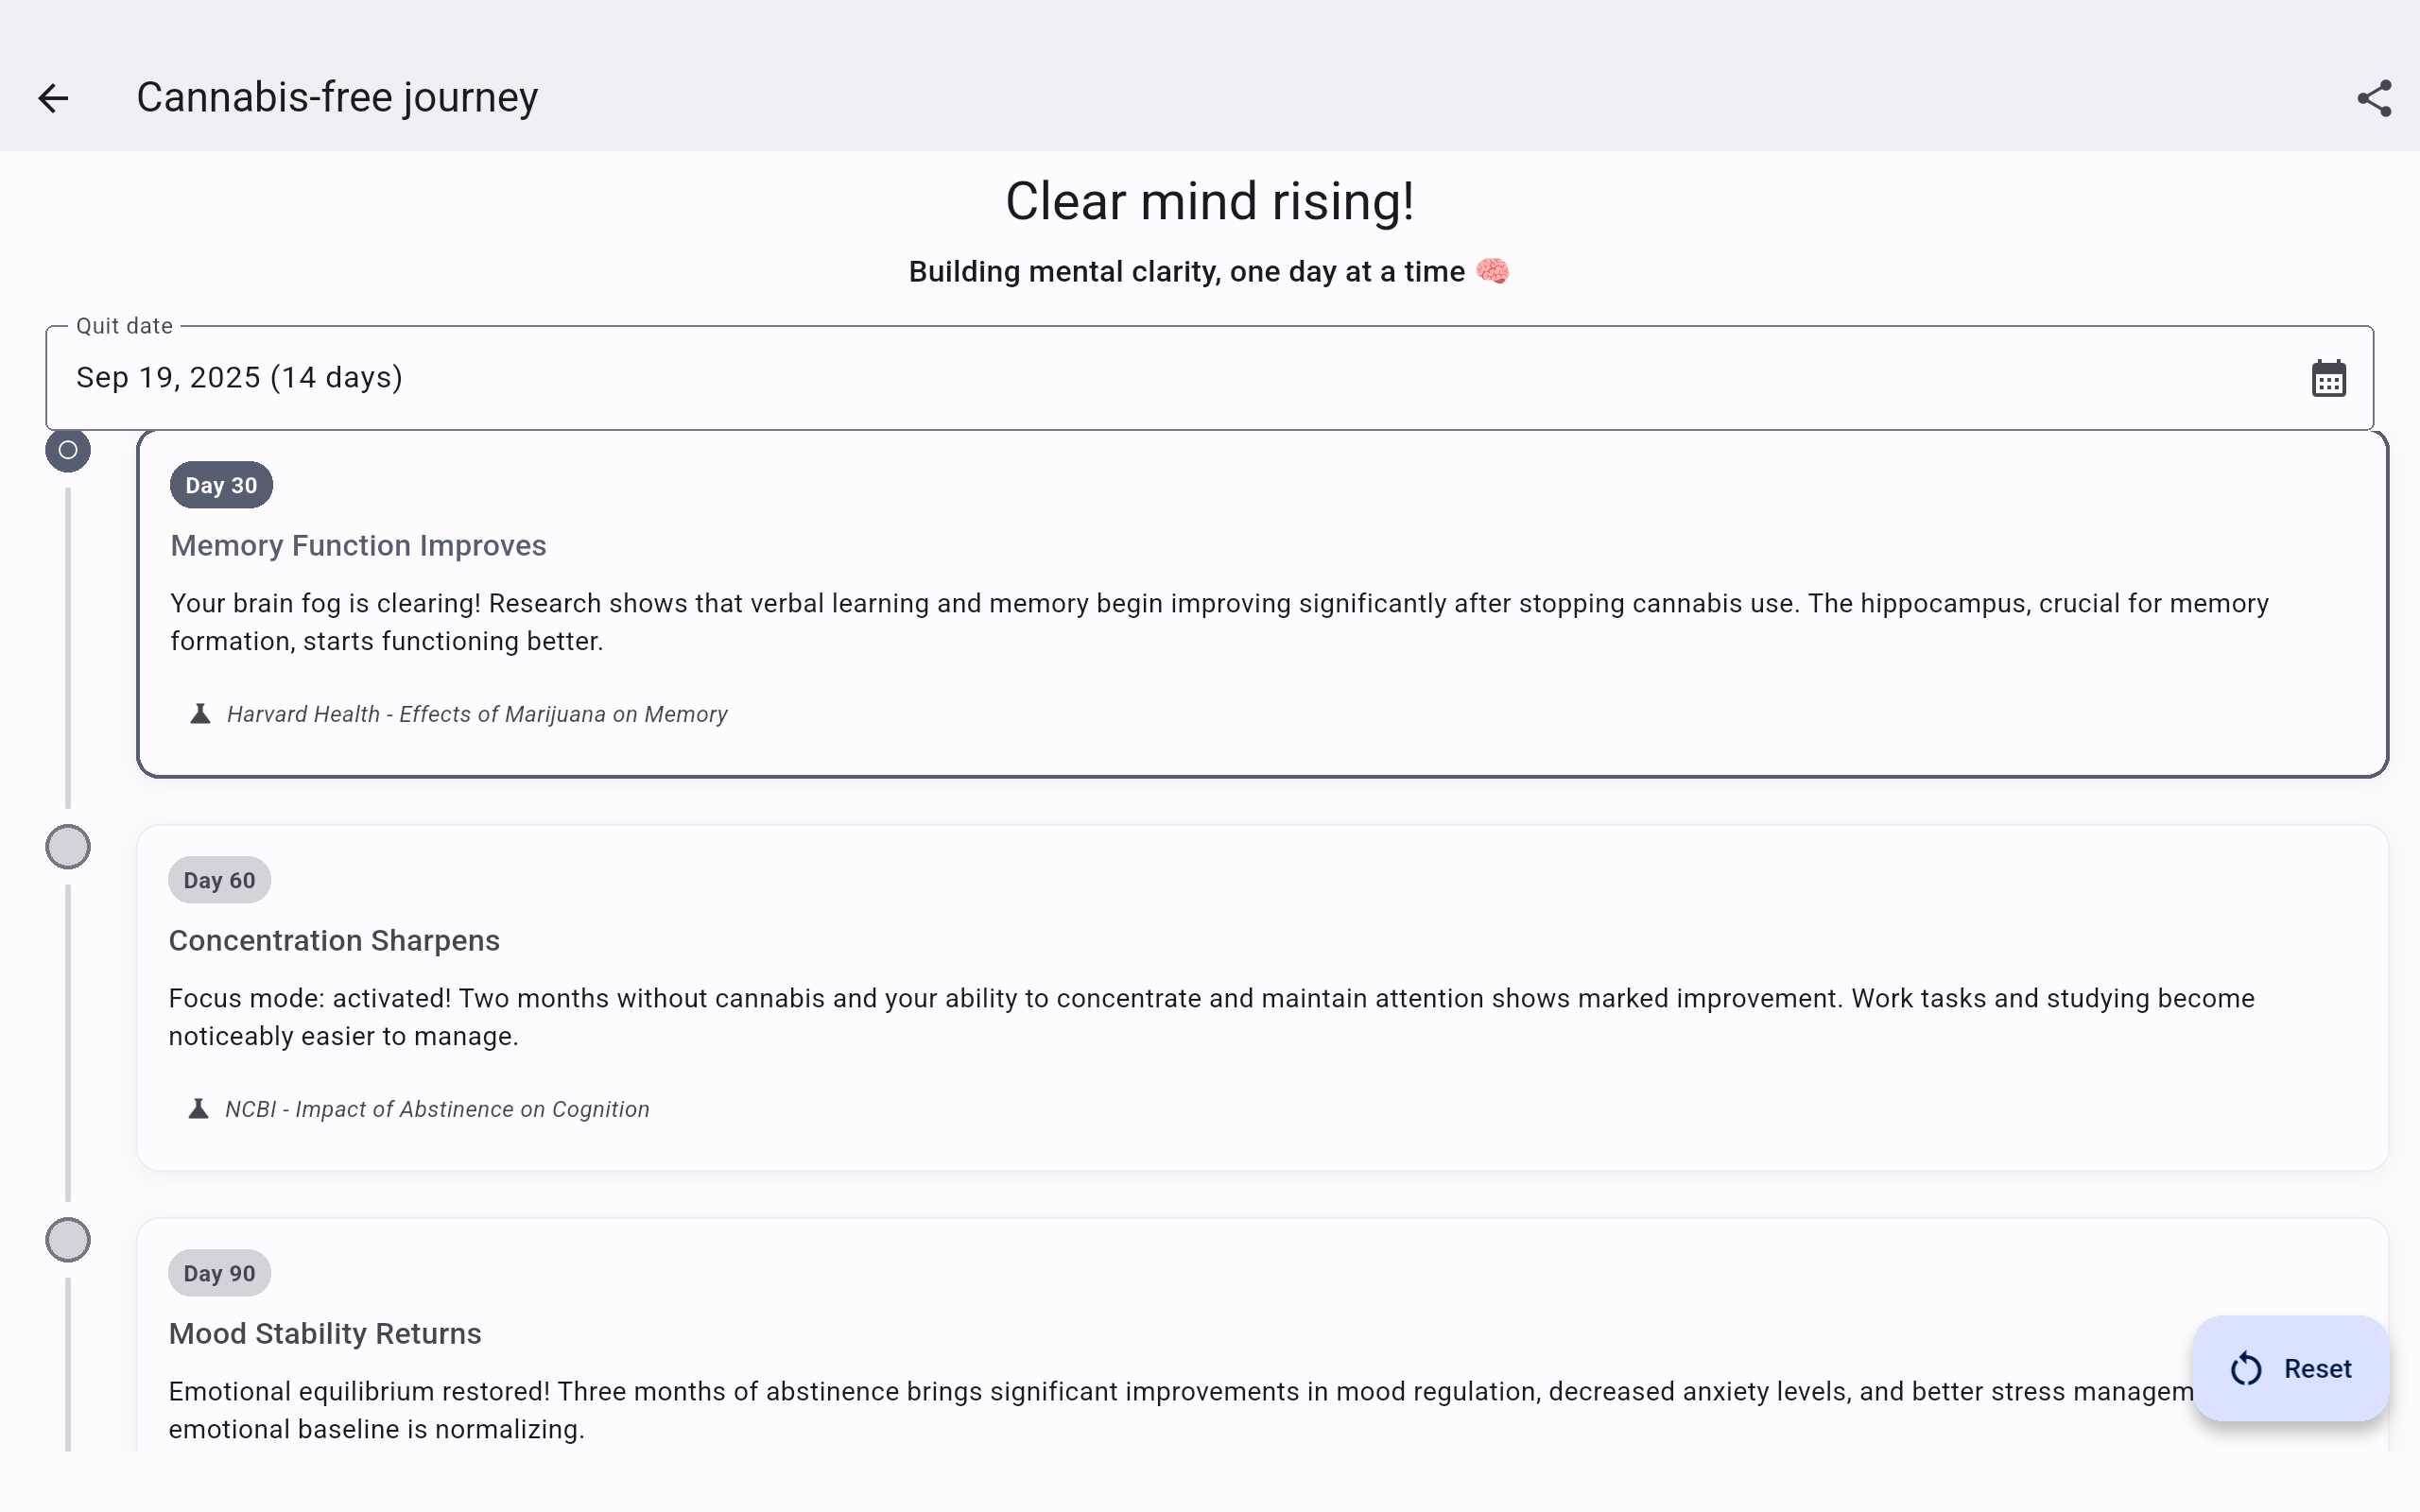 Cannabis-free journey
Clear mind rising!
Building mental clarity, one day at a time 🧠
Quit date
Sep 19, 2025 (14 days)
Day 30
Memory Function Improves
Your brain fog is clearing! Research shows that verbal learning and memory begin improving significantly after stopping cannabis use. The hippocampus, crucial for memory
formation, starts functioning better.
Harvard Health - Effects of Marijuana on Memory
Day 60
Concentration Sharpens
Focus mode: activated! Two months without cannabis and your ability to concentrate and maintain attention shows marked improvement. Work tasks and studying become
noticeably easier to manage.
NCBI - Impact of Abstinence on Cognition
Day 90
Mood Stability Returns
Emotional equilibrium restored! Three months of abstinence brings significant improvements in mood regulation, decreased anxiety levels, and better stress
emotional baseline is normalizing.
Reset